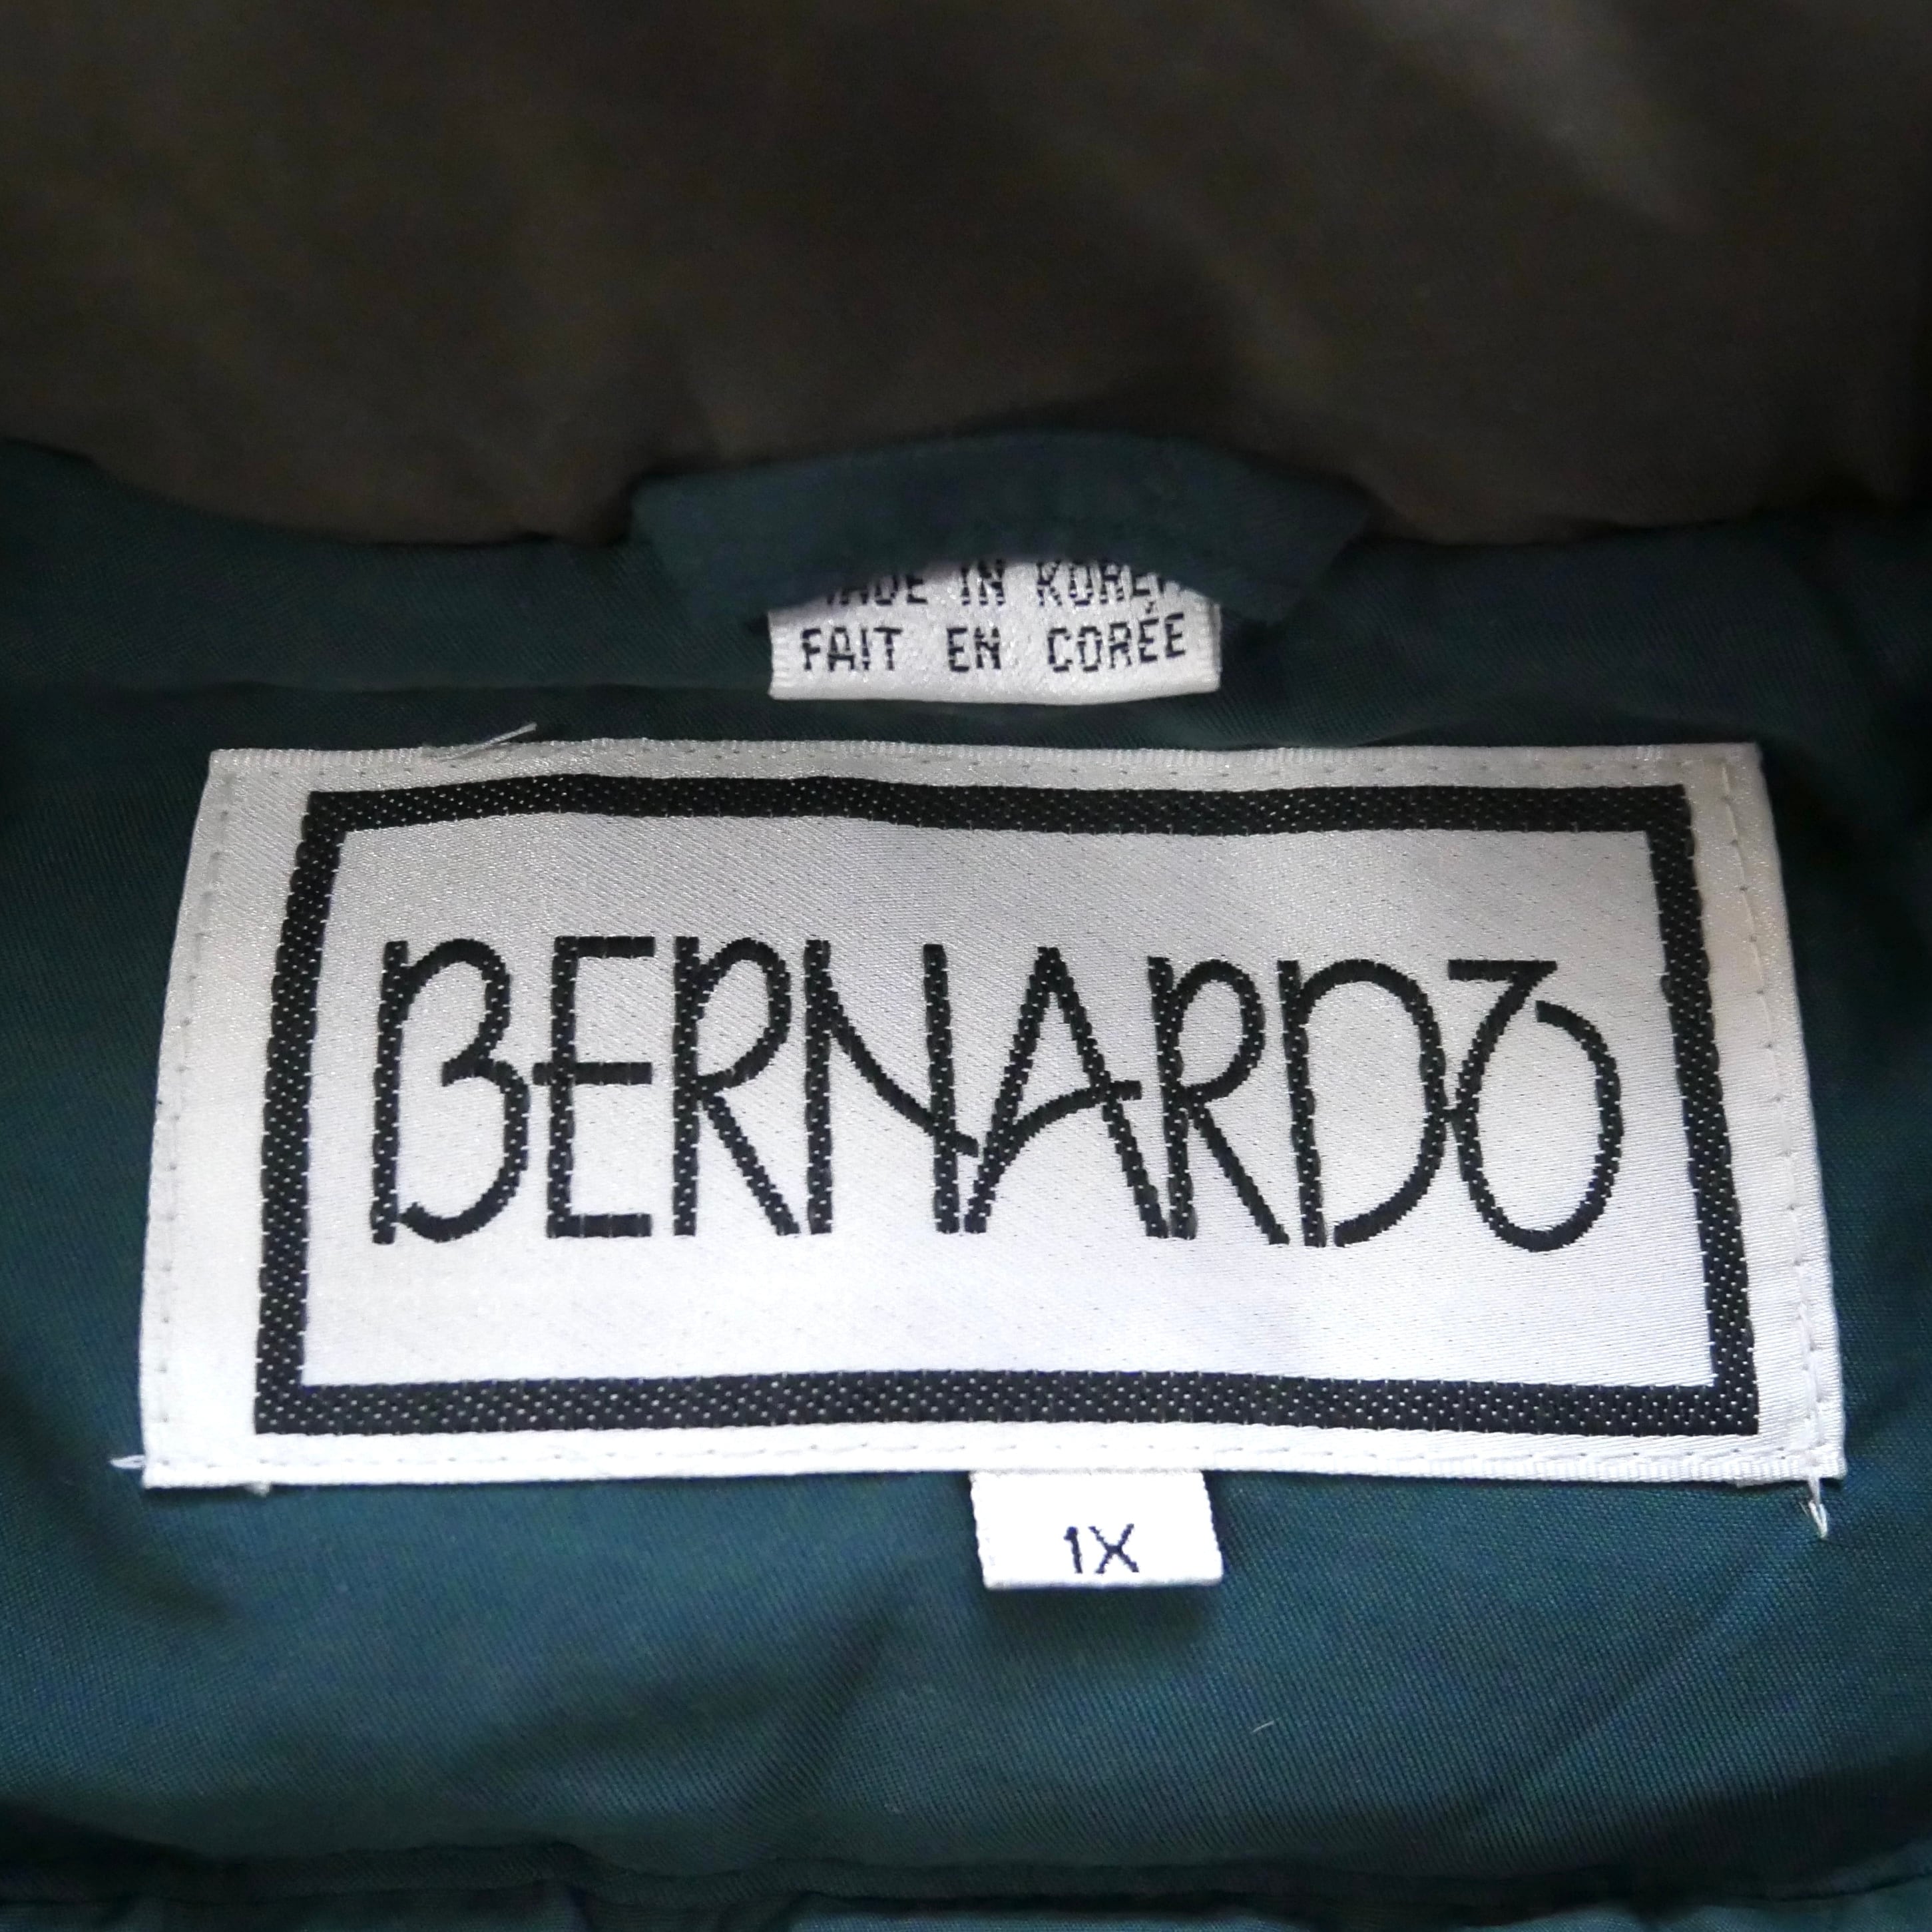 MADE IN KOREA
FAIT EN CORÉE
BERNARDO
1X